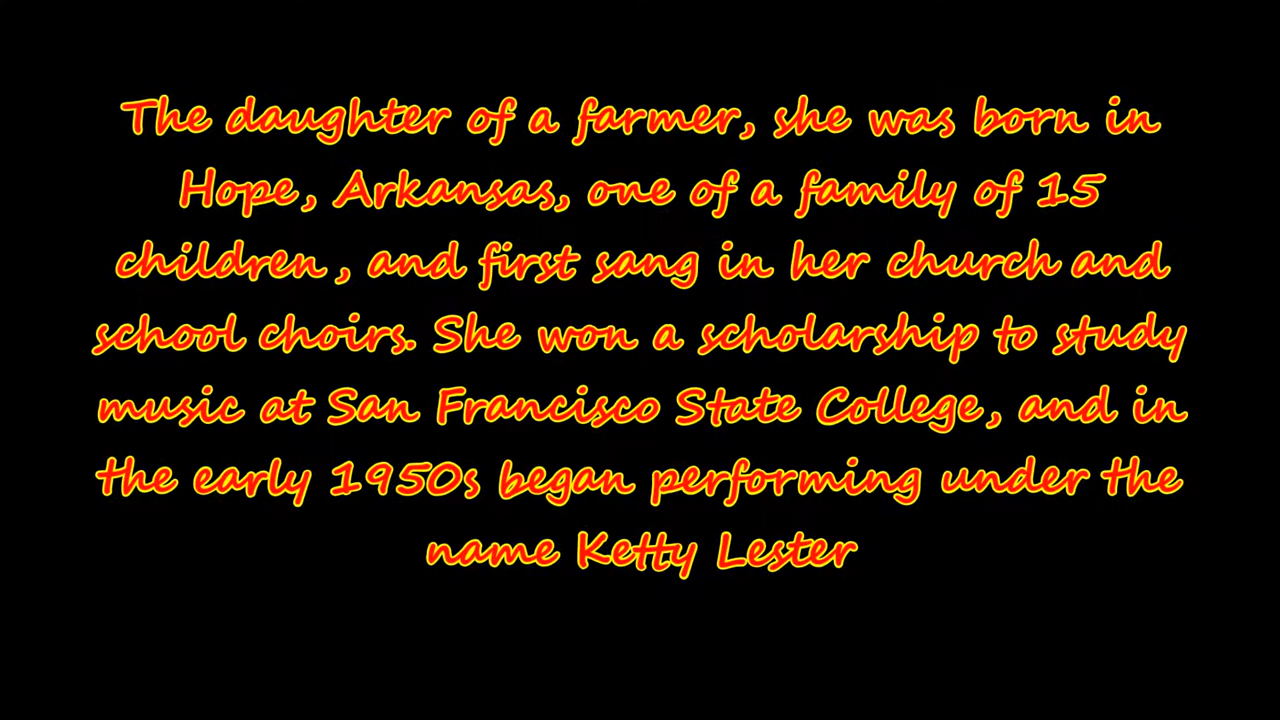 The daughter of a farmer, she was born in
Hope, Arkansas, one of a family of 15
children, and first sang in her church and
school choirs. She won a scholarship to study
music at San Francisco State College, and in
the early 1950s began performing under the
name Ketty Lester